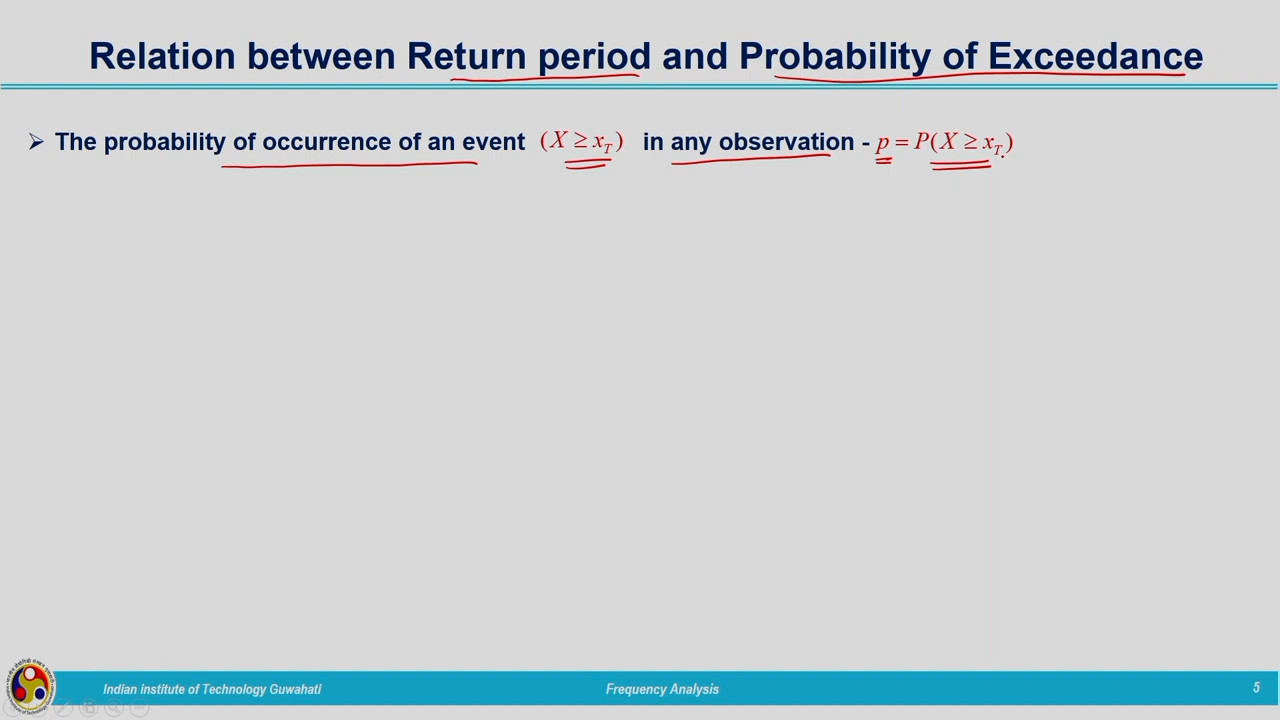 Relation between Return period and Probability of Exceedance
➢ The probability of occurrence of an event (X ≥ x_T) in any observation - p = P(X ≥ x_T)
Indian institute of Technology Guwahati
Frequency Analysis
5